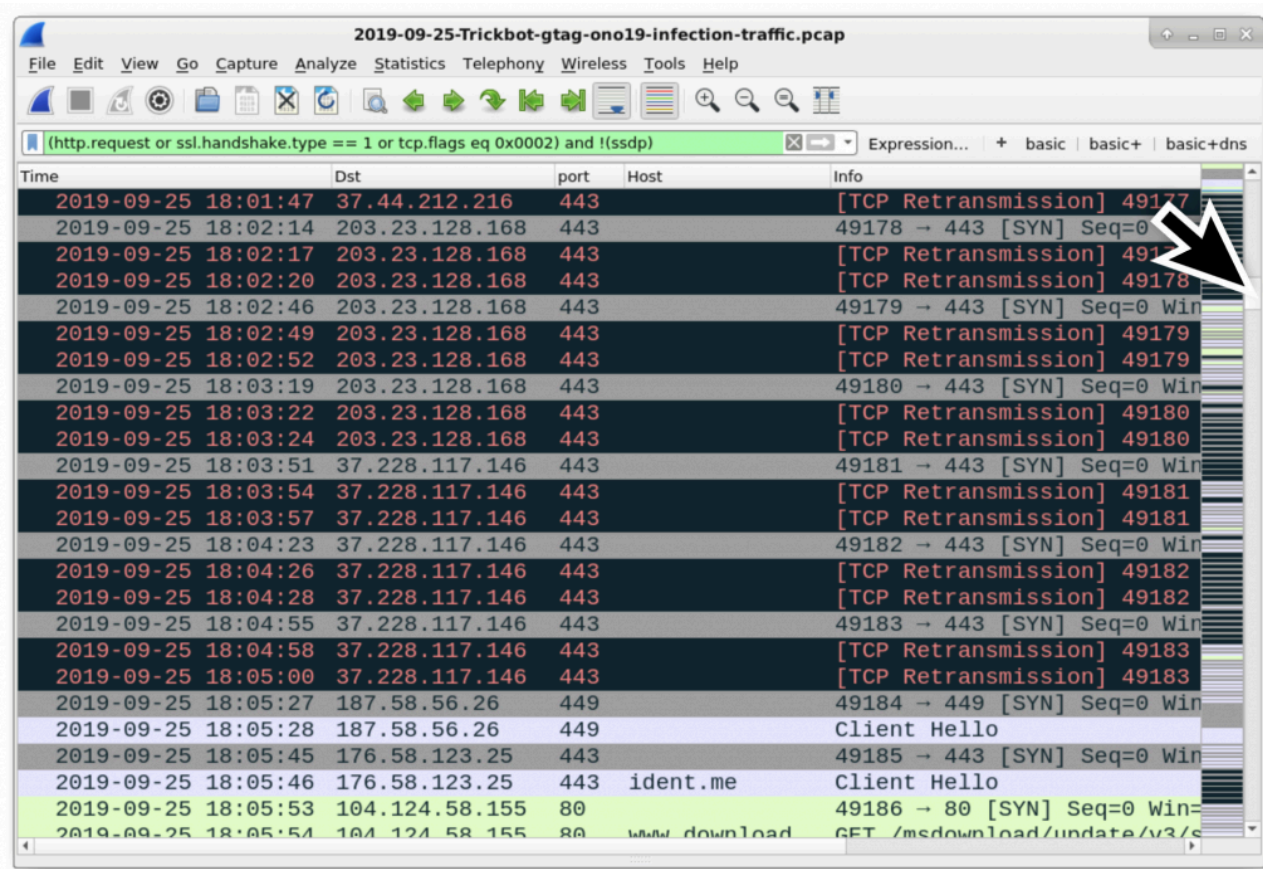 2019-09-25-Trickbot-gtag-ono19-infection-traffic.pcap
File Edit View Go Capture Analyze Statistics Telephony Wireless Tools Help
(http.request or ssl.handshake.type == 1 or tcp.flags eq 0x0002) and !(ssdp) Expression... + basic | basic+ | basic+dns
Time Dst port Host Info
2019-09-25 18:01:47 37.44.212.216 443 [TCP Retransmission] 49177
2019-09-25 18:02:14 203.23.128.168 443 49178 → 443 [SYN] Seq=0
2019-09-25 18:02:17 203.23.128.168 443 [TCP Retransmission]
2019-09-25 18:02:20 203.23.128.168 443 [TCP Retransmission] 49178
2019-09-25 18:02:46 203.23.128.168 443 49179 → 443 [SYN] Seq=0 Win
2019-09-25 18:02:49 203.23.128.168 443 [TCP Retransmission] 49179
2019-09-25 18:02:52 203.23.128.168 443 [TCP Retransmission] 49179
2019-09-25 18:03:19 203.23.128.168 443 49180 → 443 [SYN] Seq=0 Win
2019-09-25 18:03:22 203.23.128.168 443 [TCP Retransmission] 49180
2019-09-25 18:03:24 203.23.128.168 443 [TCP Retransmission] 49180
2019-09-25 18:03:51 37.228.117.146 443 49181 → 443 [SYN] Seq=0 Win
2019-09-25 18:03:54 37.228.117.146 443 [TCP Retransmission] 49181
2019-09-25 18:03:57 37.228.117.146 443 [TCP Retransmission] 49181
2019-09-25 18:04:23 37.228.117.146 443 49182 → 443 [SYN] Seq=0 Win
2019-09-25 18:04:26 37.228.117.146 443 [TCP Retransmission] 49182
2019-09-25 18:04:28 37.228.117.146 443 [TCP Retransmission] 49182
2019-09-25 18:04:55 37.228.117.146 443 49183 → 443 [SYN] Seq=0 Win
2019-09-25 18:04:58 37.228.117.146 443 [TCP Retransmission] 49183
2019-09-25 18:05:00 37.228.117.146 443 [TCP Retransmission] 49183
2019-09-25 18:05:27 187.58.56.26 449 49184 → 449 [SYN] Seq=0 Win
2019-09-25 18:05:28 187.58.56.26 449 Client Hello
2019-09-25 18:05:45 176.58.123.25 443 49185 → 443 [SYN] Seq=0 Win
2019-09-25 18:05:46 176.58.123.25 443 ident.me Client Hello
2019-09-25 18:05:53 104.124.58.155 80 49186 → 80 [SYN] Seq=0 Win=
2019-09-25 18:05:54 104.124.58.155 80 www.download. GET /msdownload/update/v3/s